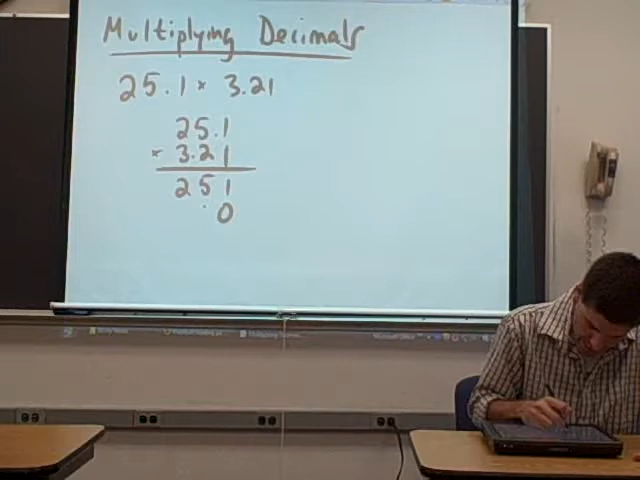 Multiplying Decimals
25.1 × 3.21
25.1
× 3.21
251
0